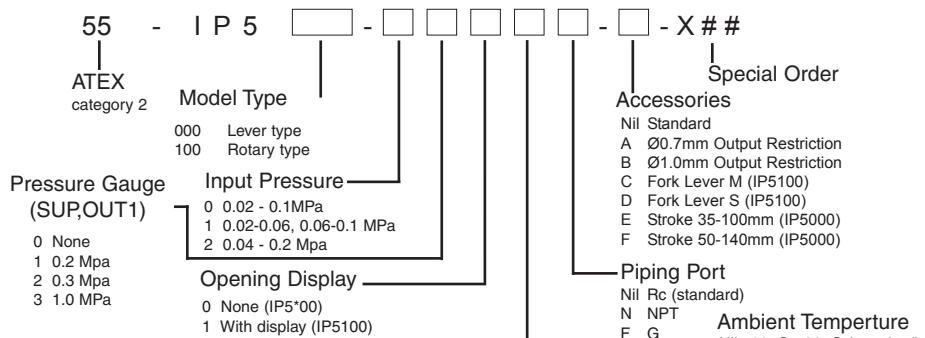 55 - IP5 - - - X##
ATEX
category 2
Model Type
000 Lever type
100 Rotary type
Special Order
Accessories
Nil Standard
A Ø0.7mm Output Restriction
B Ø1.0mm Output Restriction
C Fork Lever M (IP5100)
D Fork Lever S (IP5100)
E Stroke 35-100mm (IP5000)
F Stroke 50-140mm (IP5000)
Pressure Gauge
(SUP,OUT1)
0 None
1 0.2 Mpa
2 0.3 Mpa
3 1.0 MPa
Input Pressure
0 0.02 - 0.1MPa
1 0.02-0.06, 0.06-0.1 MPa
2 0.04 - 0.2 Mpa
Opening Display
0 None (IP5*00)
1 With display (IP5100)
Piping Port
Nil Rc (standard)
N NPT
F G
Ambient Temperture